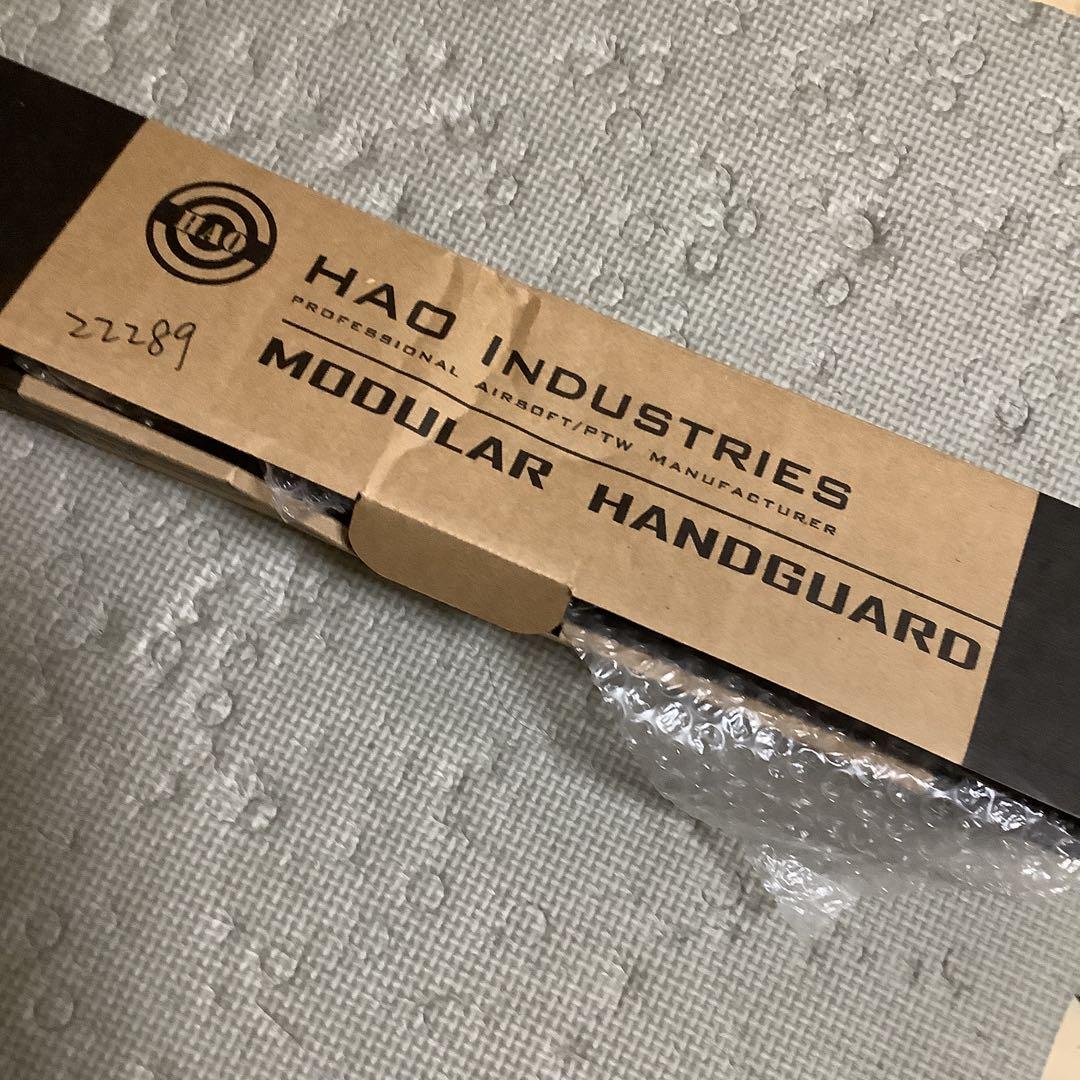 HAO
HAO INDUSTRIES
PROFESSIONAL AIRSOFT/PTW MANUFACTURER
MODULAR HANDGUARD
22289